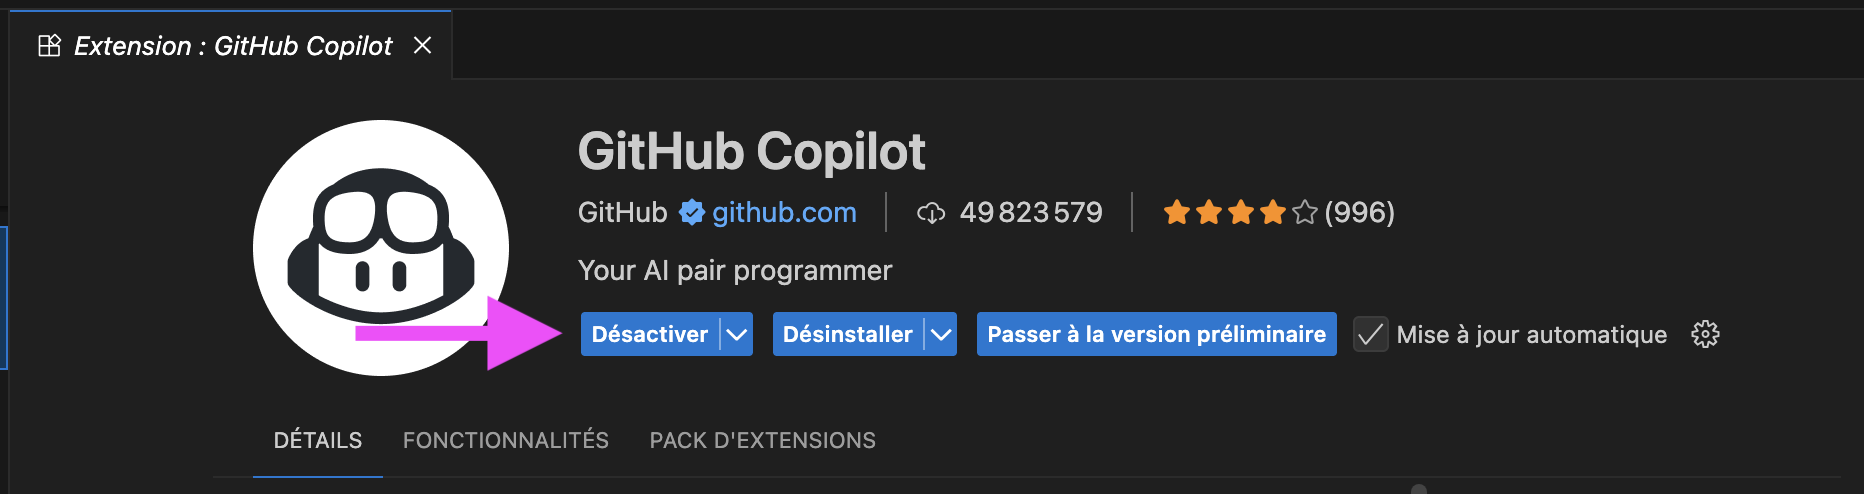 Extension : GitHub Copilot
GitHub Copilot
GitHub github.com 49 823 579 (996)
Your AI pair programmer
Désactiver Désinstaller Passer à la version préliminaire Mise à jour automatique
DÉTAILS FONCTIONNALITÉS PACK D'EXTENSIONS